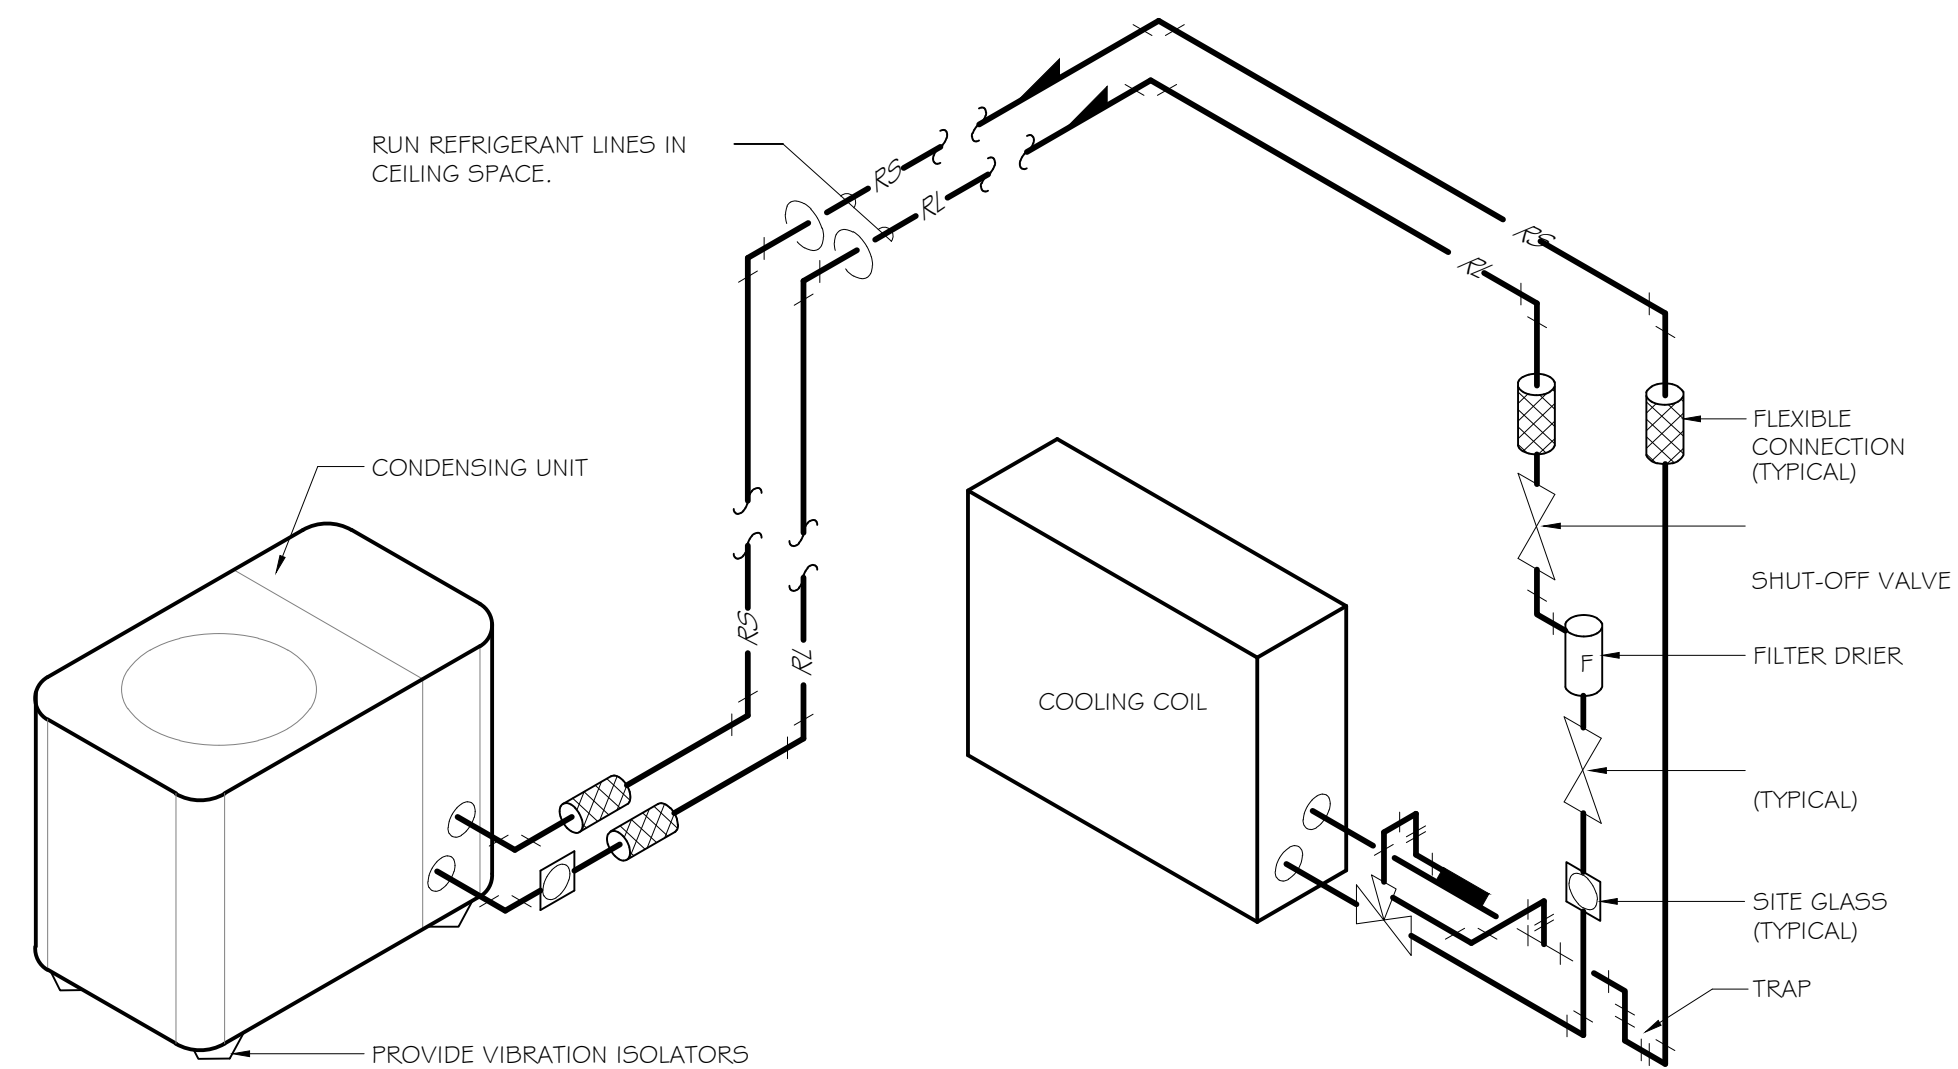 RUN REFRIGERANT LINES IN
CEILING SPACE.
RS
RL
RS
RL
FLEXIBLE
CONNECTION
(TYPICAL)
CONDENSING UNIT
SHUT-OFF VALVE
RS
RL
FILTER DRIER
F
COOLING COIL
(TYPICAL)
SITE GLASS
(TYPICAL)
TRAP
PROVIDE VIBRATION ISOLATORS